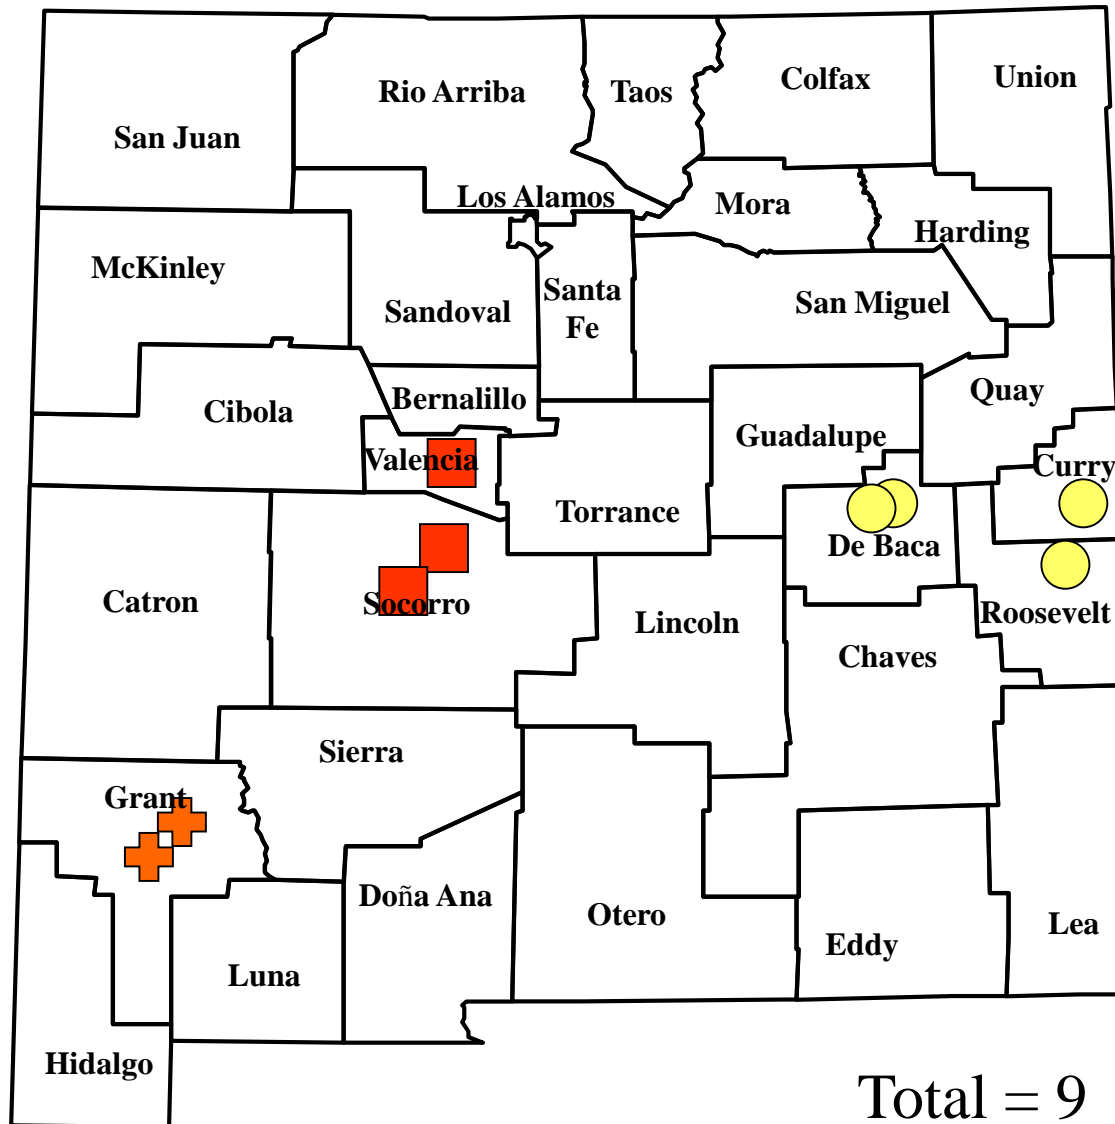 Colfax
Union
Rio Arriba
Taos
San Juan
Los Alamos
Mora
Harding
McKinley
Santa
Fe
San Miguel
Sandoval
Quay
Bernalillo
Cibola
Guadalupe
Valencia
Curry
Torrance
De Baca
Catron
Socorro
Roosevelt
Lincoln
Chaves
Sierra
Grant
Doña Ana
Otero
Lea
Eddy
Luna
Hidalgo
Total = 9